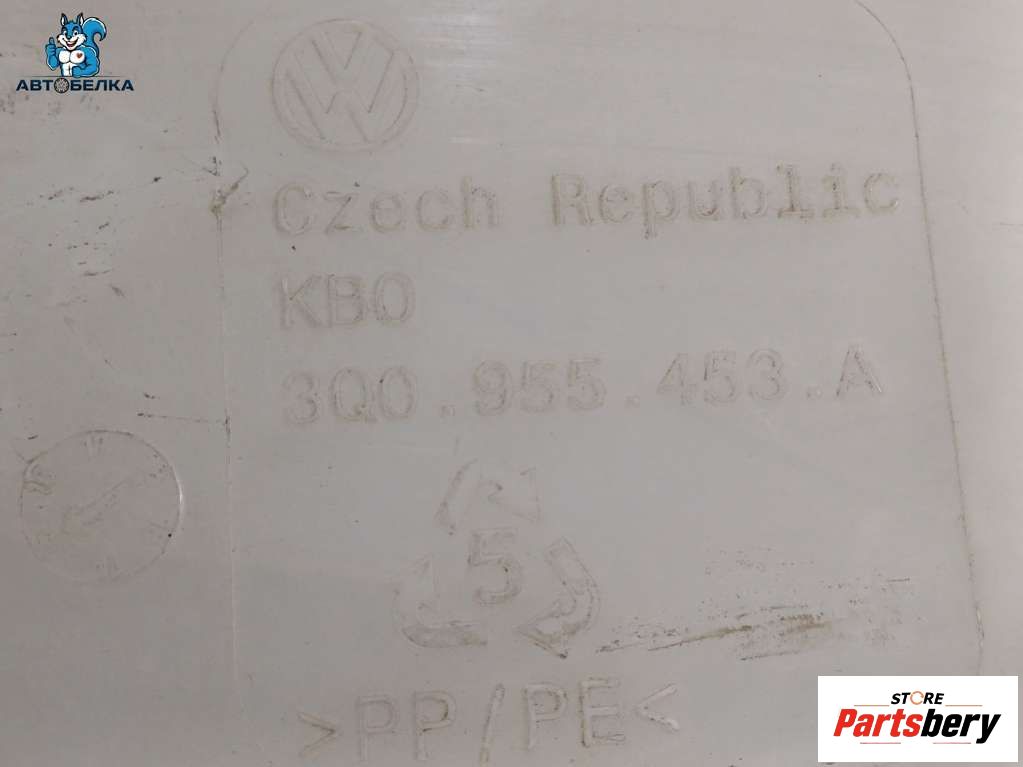 АВТОБЕЛКА
Czech Republic
KBO
3Q0.955.453.A
5
>PP/PE<
STORE
Partsbery